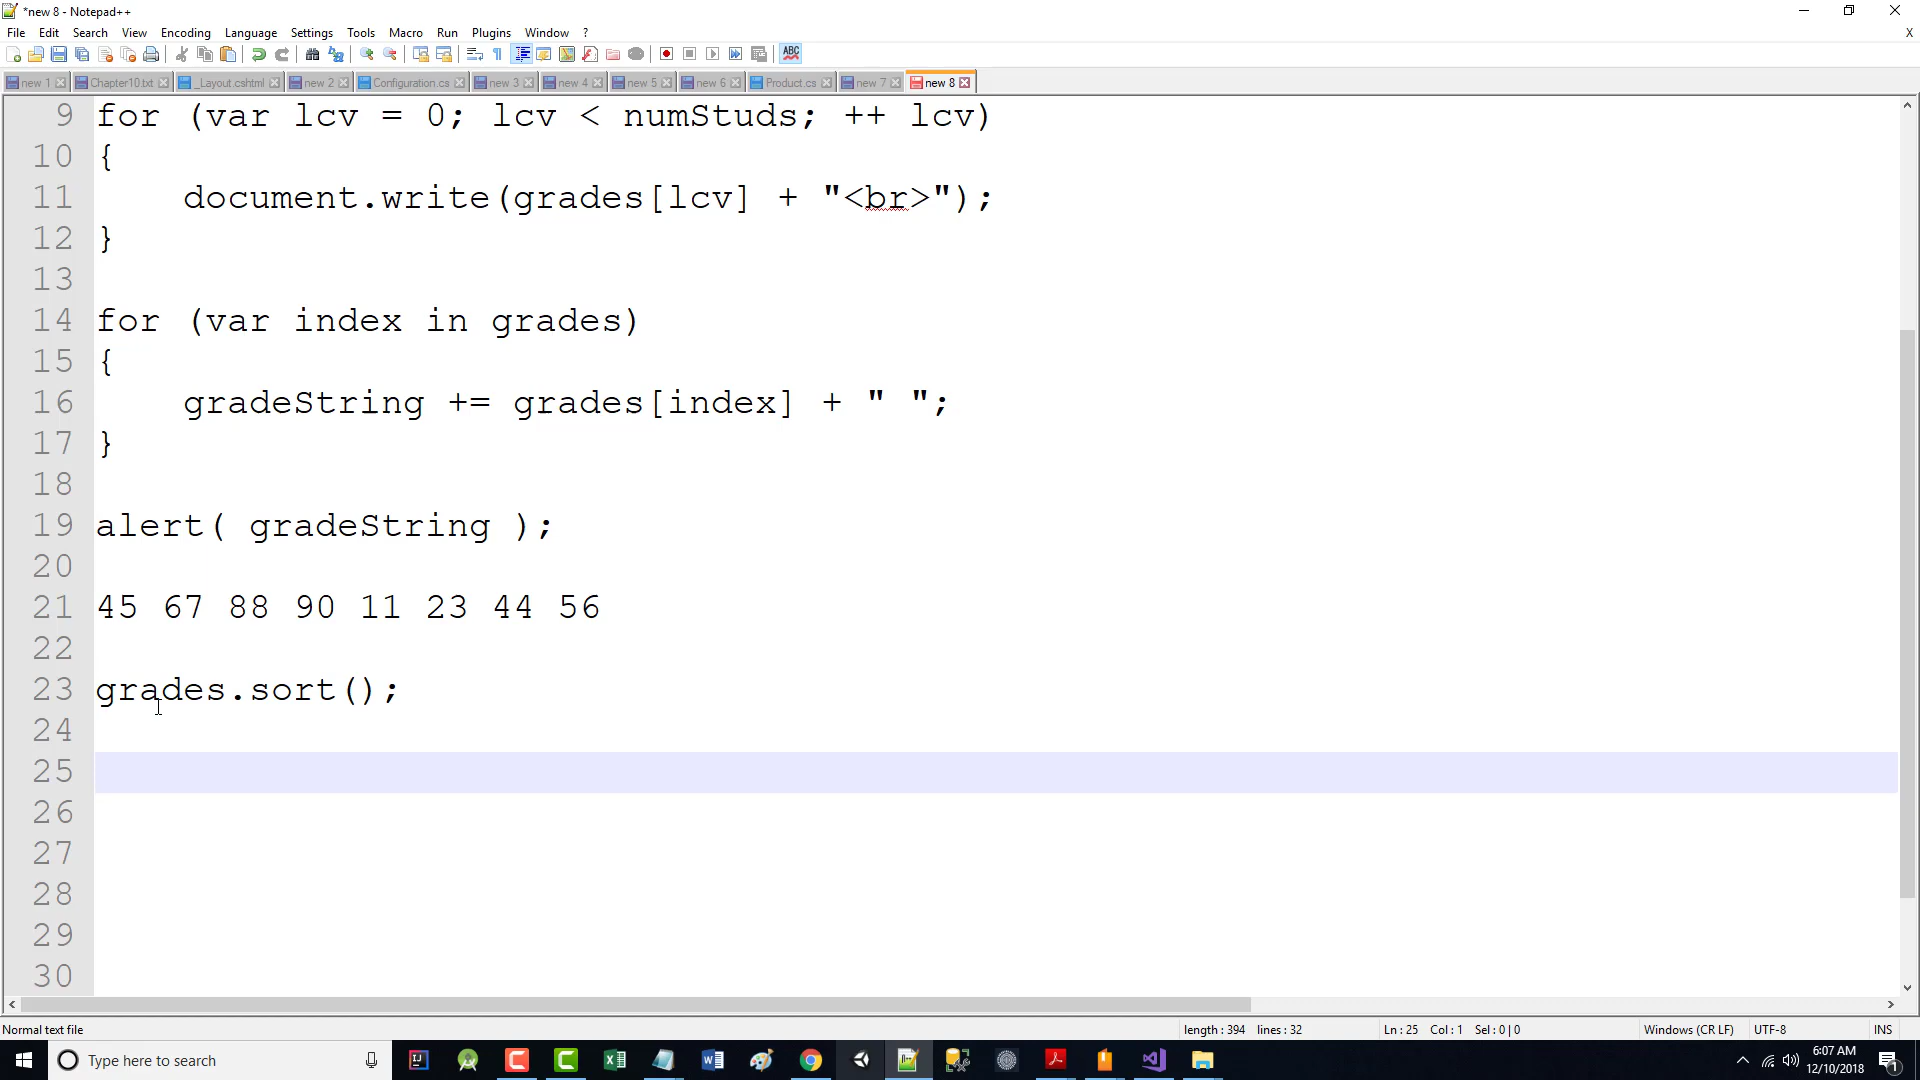 *new 8 - Notepad++
File Edit Search View Encoding Language Settings Tools Macro Run Plugins Window ? X
new 1 Chapter10.txt _Layout.cshtml new 2 Configuration.cs new 3 new 4 new 5 new 6 Product.cs new 7 new 8
9 for (var lcv = 0; lcv < numStuds; ++ lcv)
10 {
11 document.write(grades[lcv] + "<br>");
12 }
13
14 for (var index in grades)
15 {
16 gradeString += grades[index] + " ";
17 }
18
19 alert( gradeString );
20
21 45 67 88 90 11 23 44 56
22
23 grades.sort();
24
25
26
27
28
29
30
Normal text file length : 394 lines : 32 Ln : 25 Col : 1 Sel : 0 | 0 Windows (CR LF) UTF-8 INS
Type here to search 6:07 AM
12/10/2018